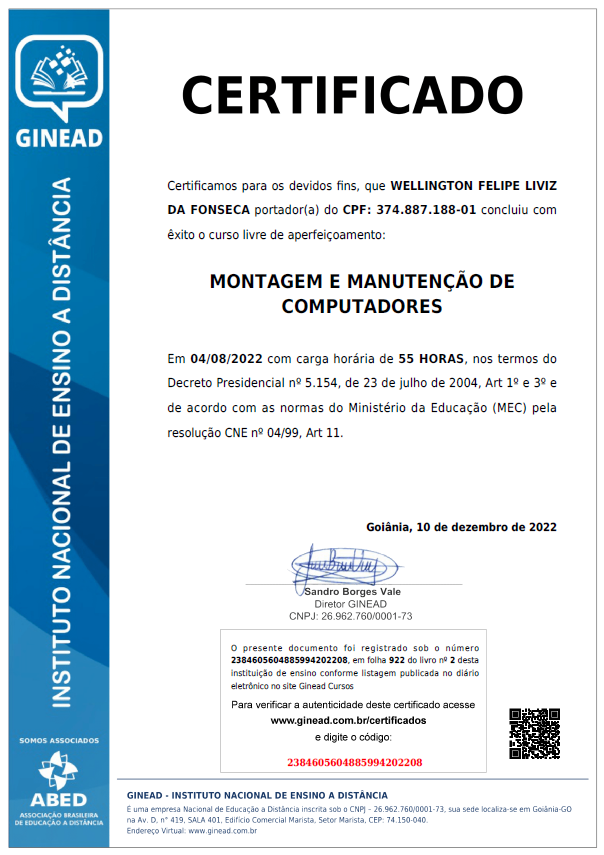 GINEAD
INSTITUTO NACIONAL DE ENSINO A DISTÂNCIA
SOMOS ASSOCIADOS
ABED
ASSOCIAÇÃO BRASILEIRA
DE EDUCAÇÃO A DISTÂNCIA
CERTIFICADO
Certificamos para os devidos fins, que WELLINGTON FELIPE LIVIZ
DA FONSECA portador(a) do CPF: 374.887.188-01 concluiu com
êxito o curso livre de aperfeiçoamento:
MONTAGEM E MANUTENÇÃO DE
COMPUTADORES
Em 04/08/2022 com carga horária de 55 HORAS, nos termos do
Decreto Presidencial nº 5.154, de 23 de julho de 2004, Art 1º e 3º e
de acordo com as normas do Ministério da Educação (MEC) pela
resolução CNE nº 04/99, Art 11.
Goiânia, 10 de dezembro de 2022
Sandro Borges Vale
Diretor GINEAD
CNPJ: 26.962.760/0001-73
O presente documento foi registrado sob o número
2384605604885994202208, em folha 922 do livro nº 2 desta
instituição de ensino conforme listagem publicada no diário
eletrônico no site Ginead Cursos
Para verificar a autenticidade deste certificado acesse
www.ginead.com.br/certificados
e digite o código:
2384605604885994202208
GINEAD - INSTITUTO NACIONAL DE ENSINO A DISTÂNCIA
É uma empresa Nacional de Educação a Distância inscrita sob o CNPJ - 26.962.760/0001-73, sua sede localiza-se em Goiânia-GO
na Av. D, n° 419, SALA 401, Edifício Comercial Marista, Setor Marista, CEP: 74.150-040.
Endereço Virtual: www.ginead.com.br